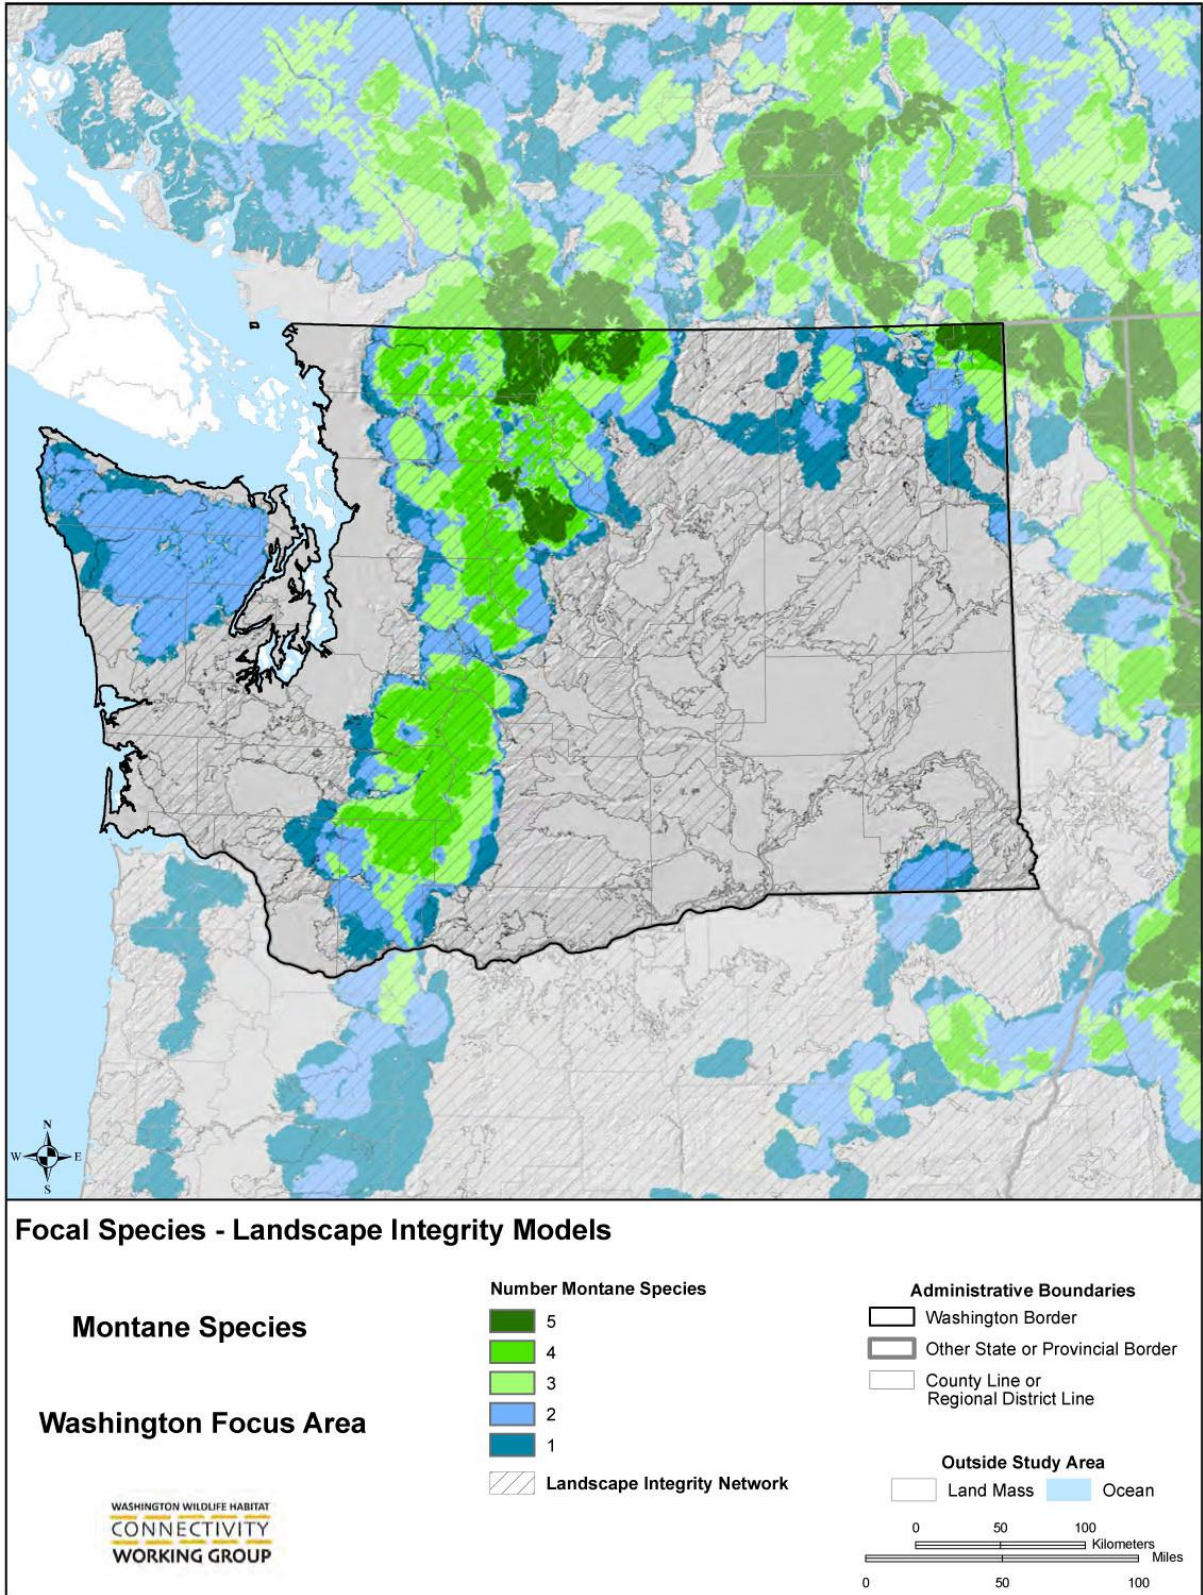 N
W E
S
Focal Species - Landscape Integrity Models
Montane Species
Washington Focus Area
WASHINGTON WILDLIFE HABITAT
CONNECTIVITY
WORKING GROUP
Number Montane Species
5
4
3
2
1
Landscape Integrity Network
Administrative Boundaries
Washington Border
Other State or Provincial Border
County Line or
Regional District Line
Outside Study Area
Land Mass Ocean
0 50 100
Kilometers
Miles
0 50 100